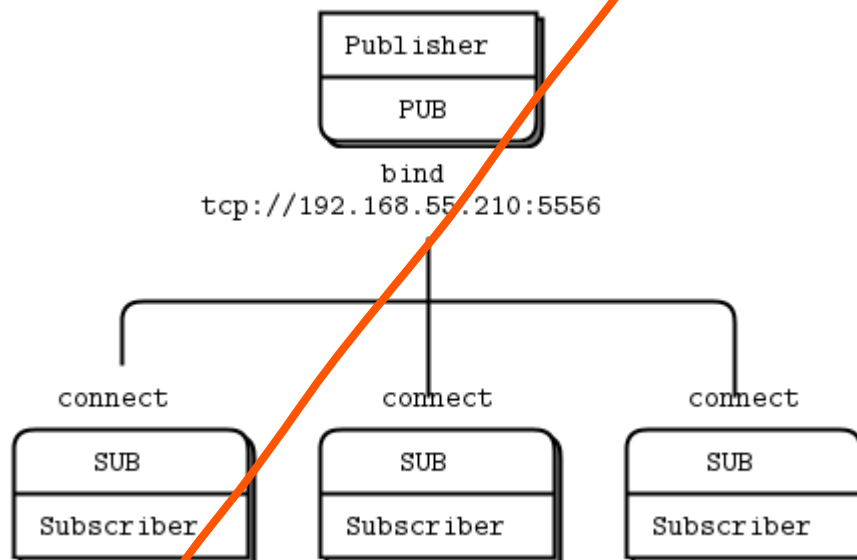 Publisher
PUB
bind
tcp://192.168.55.210:5556
connect connect connect
SUB SUB SUB
Subscriber Subscriber Subscriber